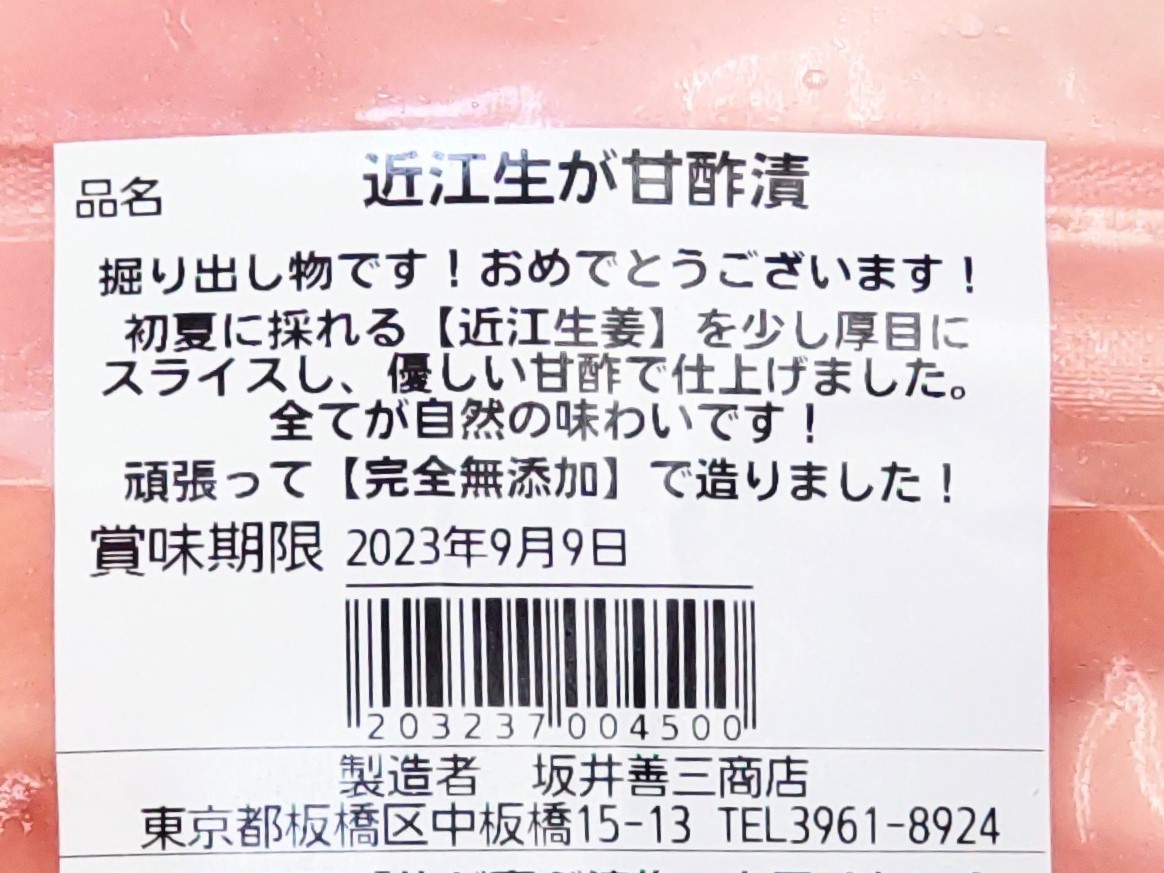 品名 近江生が甘酢漬
掘り出し物です！おめでとうございます！
初夏に採れる【近江生姜】を少し厚目に
スライスし、優しい甘酢で仕上げました。
全てが自然の味わいです！
頑張って【完全無添加】で造りました！
賞味期限 2023年9月9日
203237004500
製造者 坂井善三商店
東京都板橋区中板橋15-13 TEL3961-8924